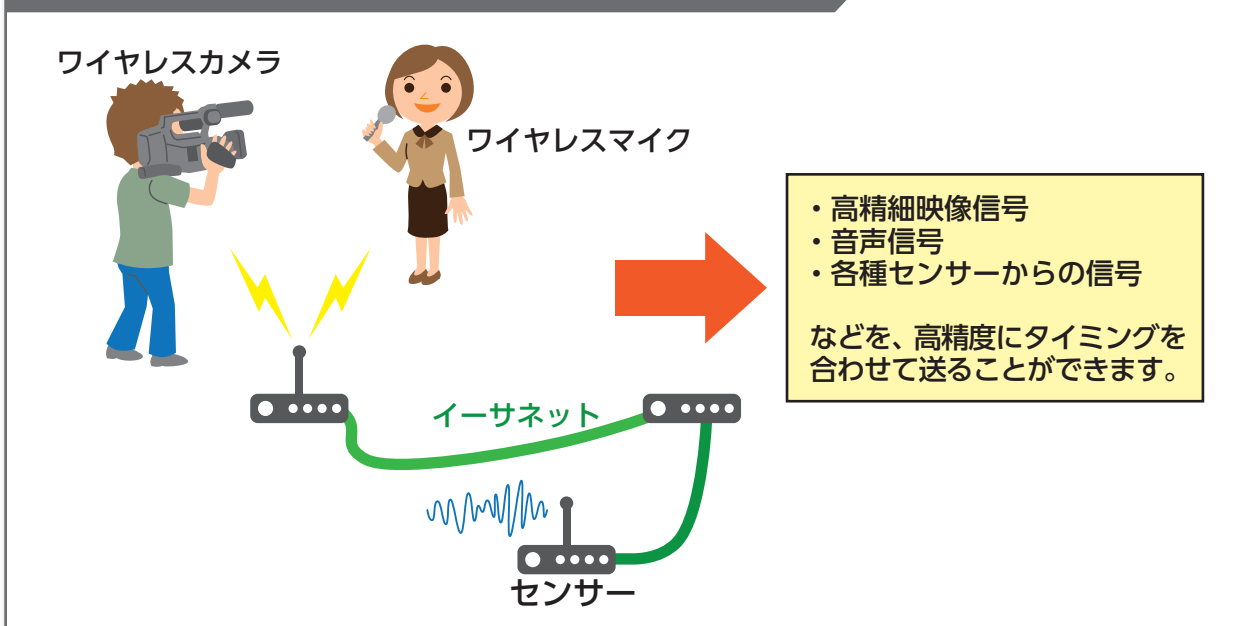 ワイヤレスカメラ
ワイヤレスマイク
・高精細映像信号
・音声信号
・各種センサーからの信号
などを、高精度にタイミングを
合わせて送ることができます。
イーサネット
センサー